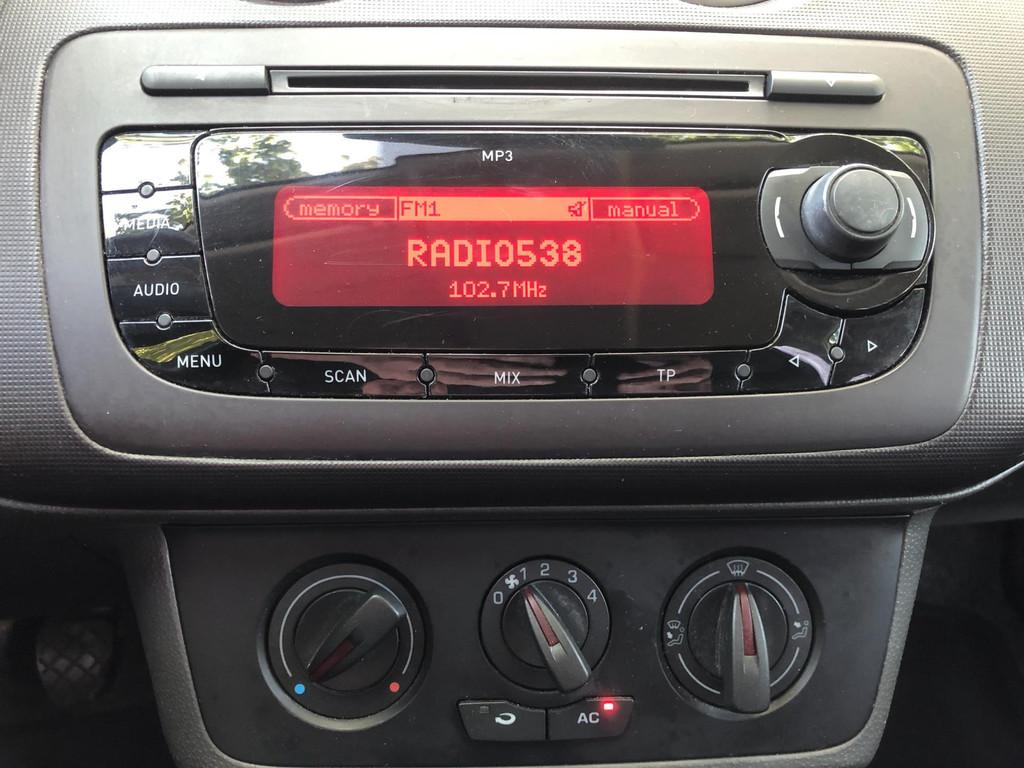 MP3
memory FM1 manual
RADIO538
102.7MHz
MEDIA
AUDIO
MENU
SCAN
MIX
TP
0 1 2 3 4
AC